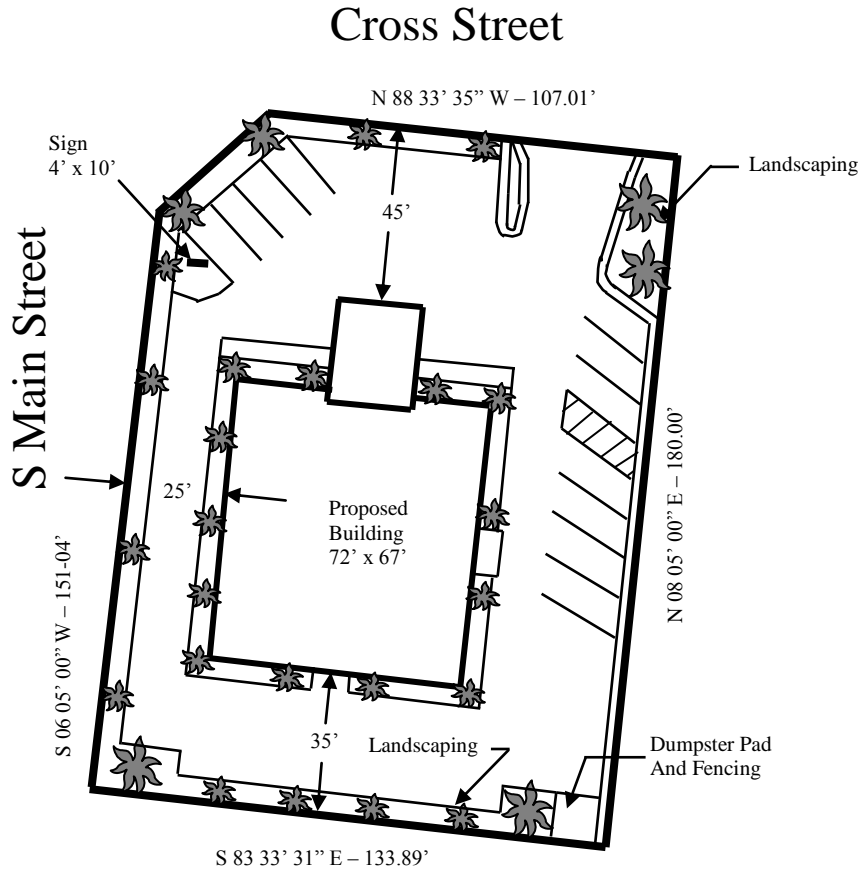 Cross Street
N 88 33’ 35” W – 107.01’
Sign
4’ x 10’
Landscaping
45’
S Main Street
25’
Proposed
Building
72’ x 67’
N 08 05’ 00” E – 180.00’
S 06 05’ 00” W – 151-04’
35’
Landscaping
Dumpster Pad
And Fencing
S 83 33’ 31” E – 133.89’